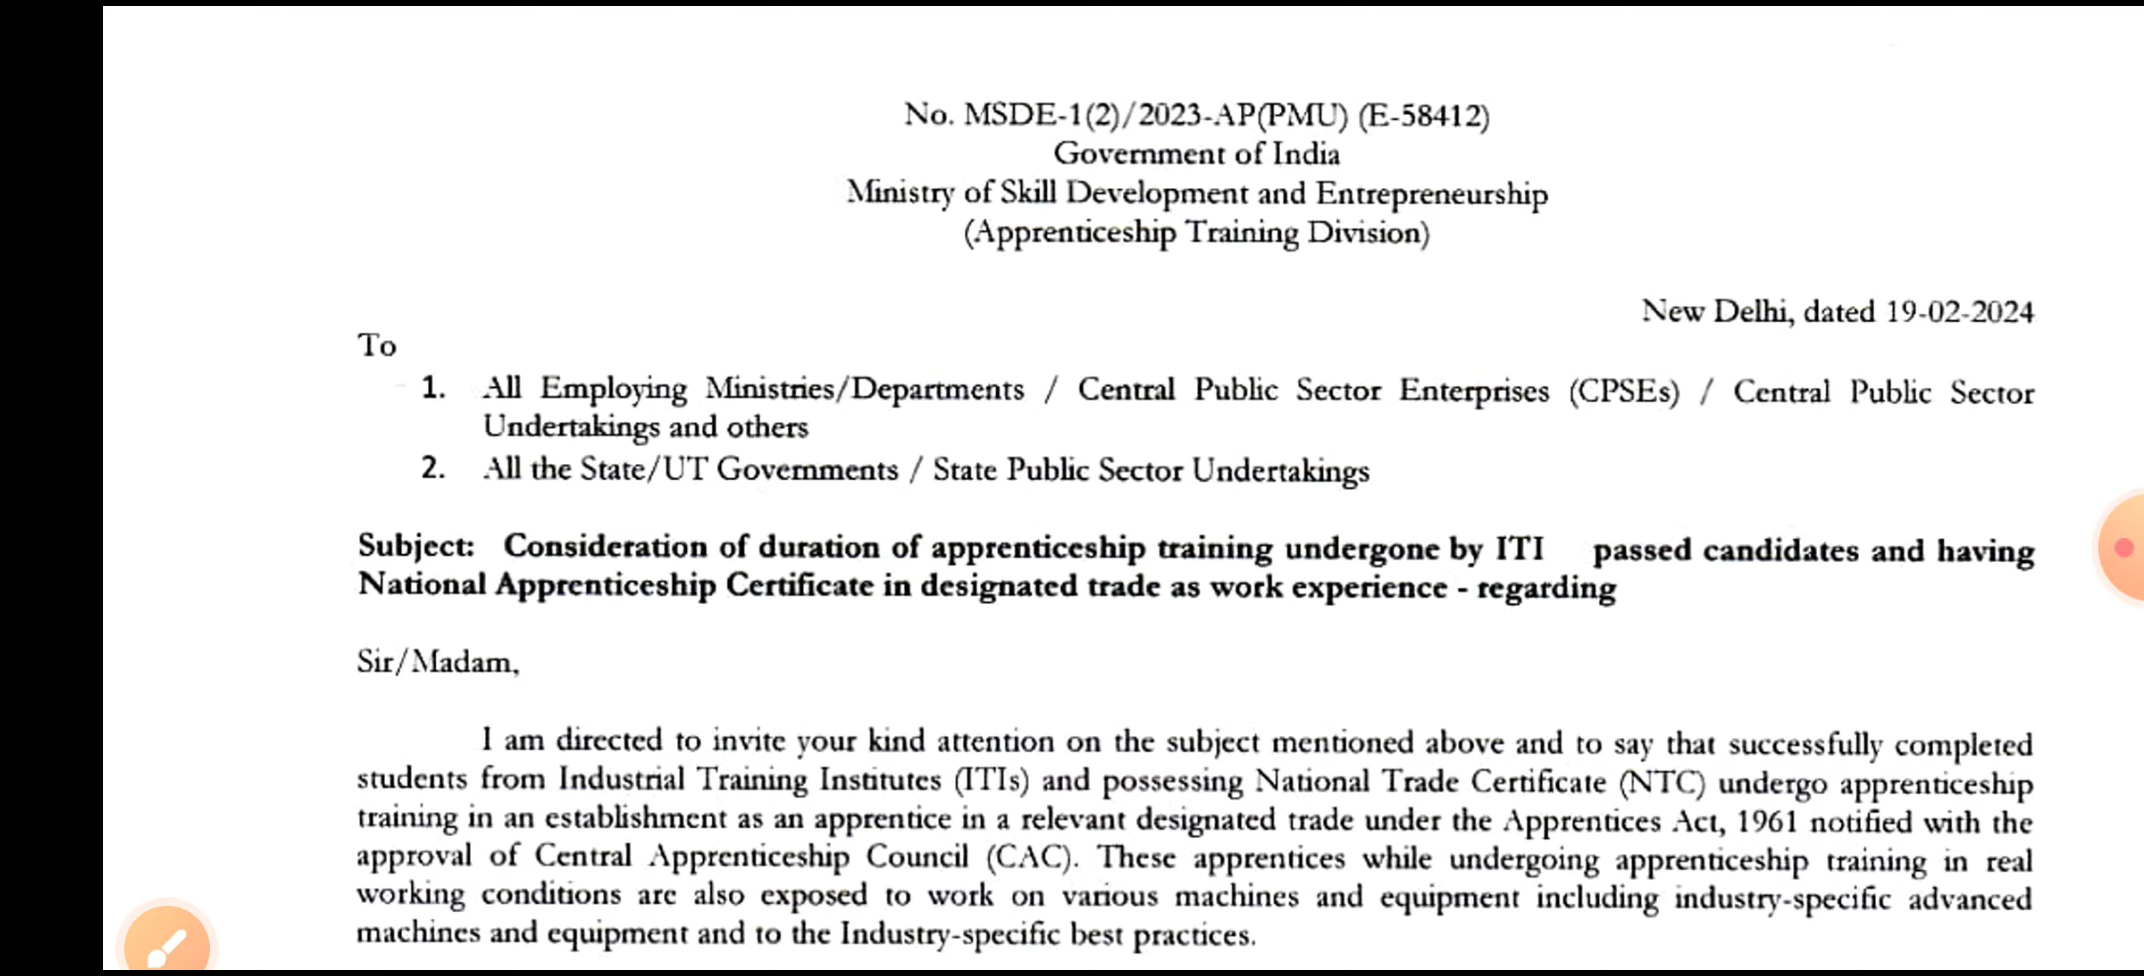 No. MSDE-1(2)/2023-AP(PMU) (E-58412)
Government of India
Ministry of Skill Development and Entrepreneurship
(Apprenticeship Training Division)
New Delhi, dated 19-02-2024
To
1. All Employing Ministries/Departments / Central Public Sector Enterprises (CPSEs) / Central Public Sector
Undertakings and others
2. All the State/UT Governments / State Public Sector Undertakings
Subject: Consideration of duration of apprenticeship training undergone by ITI passed candidates and having
National Apprenticeship Certificate in designated trade as work experience - regarding
Sir/Madam,
I am directed to invite your kind attention on the subject mentioned above and to say that successfully completed
students from Industrial Training Institutes (ITIs) and possessing National Trade Certificate (NTC) undergo apprenticeship
training in an establishment as an apprentice in a relevant designated trade under the Apprentices Act, 1961 notified with the
approval of Central Apprenticeship Council (CAC). These apprentices while undergoing apprenticeship training in real
working conditions are also exposed to work on various machines and equipment including industry-specific advanced
machines and equipment and to the Industry-specific best practices.